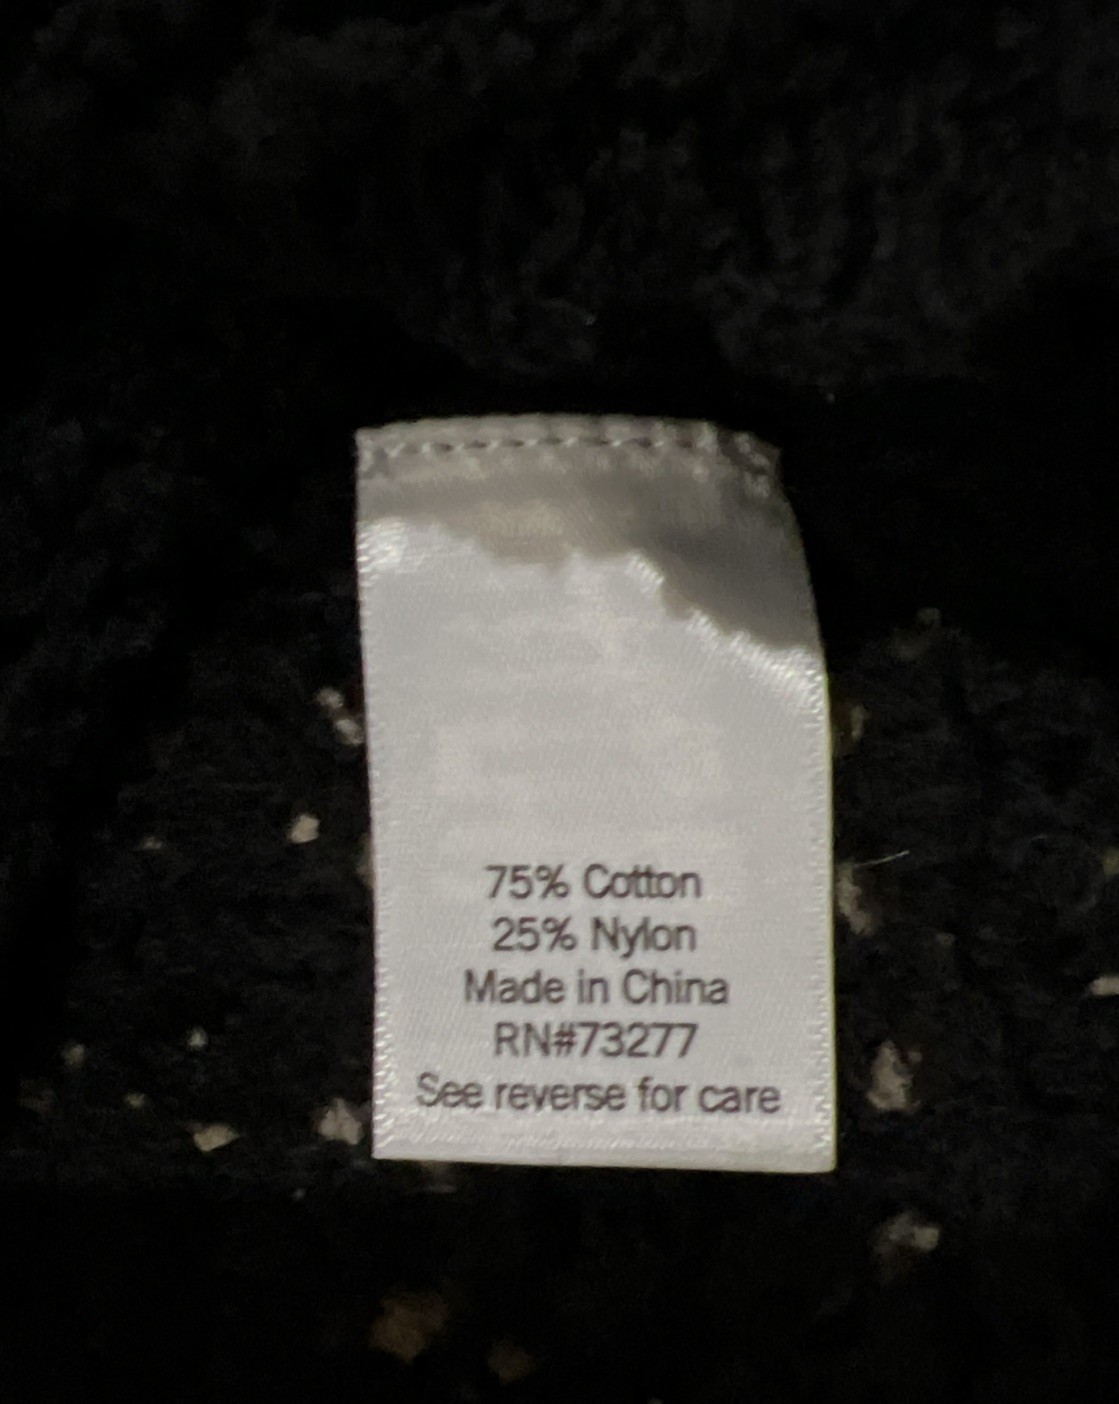 75% Cotton
25% Nylon
Made in China
RN#73277
See reverse for care